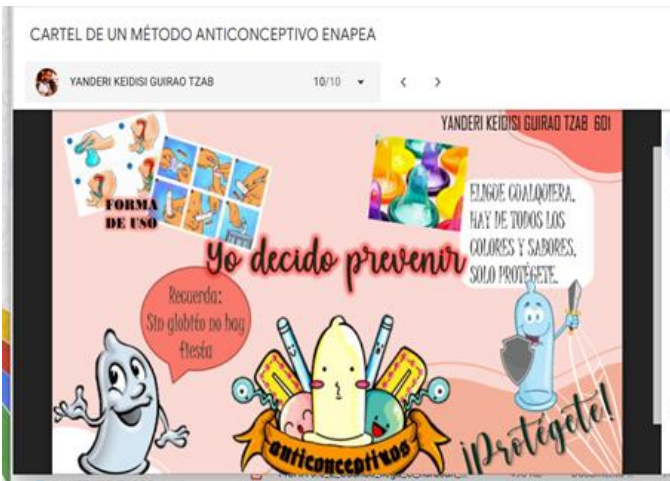 CARTEL DE UN MÉTODO ANTICONCEPTIVO ENAPEA
YANDERI KEIDISI GUIRAO TZAB 10/10
YANDERI KEIDISI GUIRAO TZAB 601
FORMA
DE USO
ELIGUE CUALQUIERA,
HAY DE TODOS LOS
COLORES Y SABORES,
SOLO PROTÉGETE.
Yo decido prevenir
Recuerda:
Sin globito no hay
fiesta
anticonceptivos
¡Protégete!